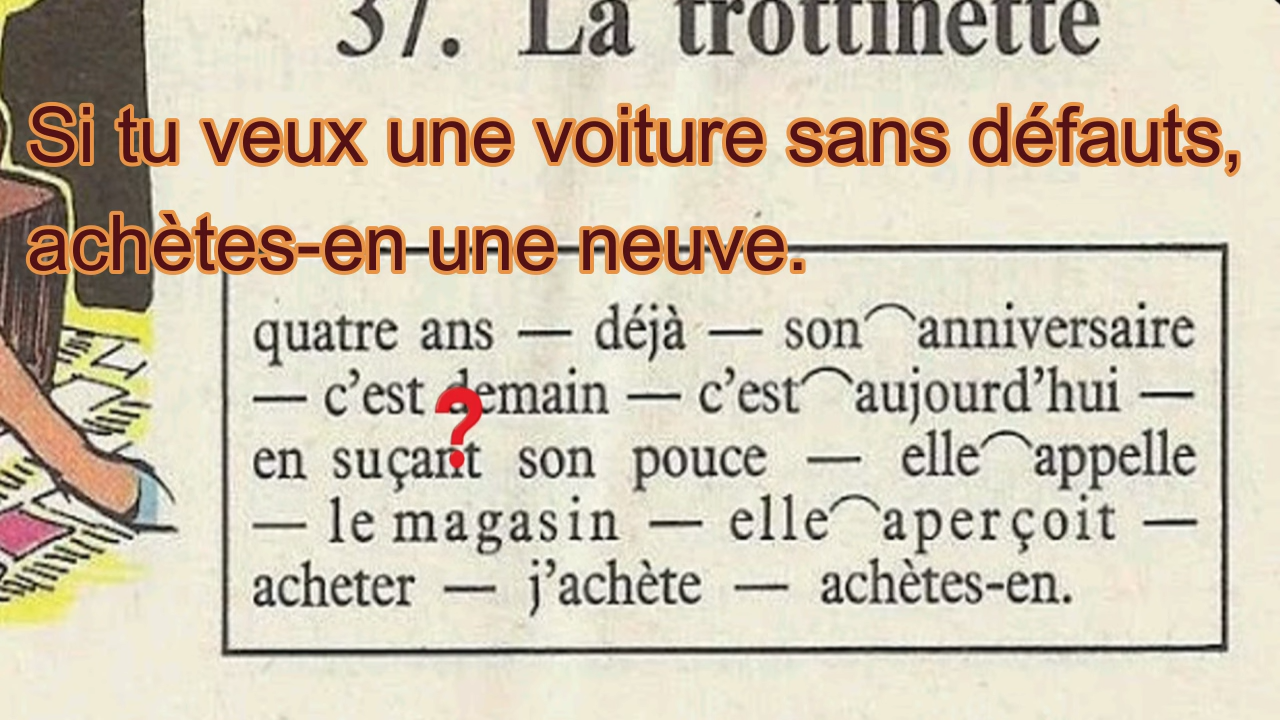 37. La trottinette
Si tu veux une voiture sans défauts,
achètes-en une neuve.
quatre ans — déjà — son‿anniversaire
— c'est demain — c'est‿aujourd'hui —
?
en suçant son pouce — elle‿appelle
— le magasin — elle‿aperçoit —
acheter — j'achète — achètes-en.